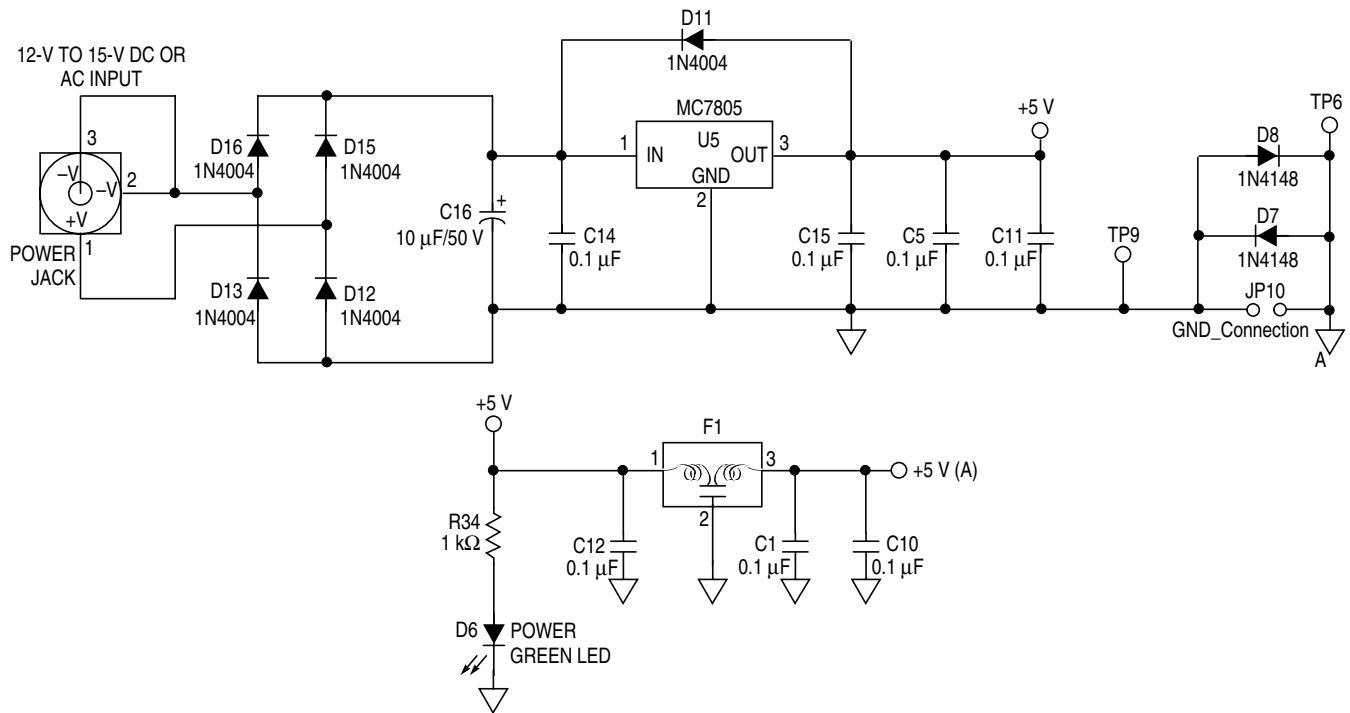 12-V TO 15-V DC OR
AC INPUT
3
–V
–V
2
+V
1
POWER
JACK
D16
1N4004
D15
1N4004
D13
1N4004
D12
1N4004
C16
+
10 µF/50 V
C14
0.1 µF
D11
1N4004
MC7805
1
IN
U5
OUT
3
GND
2
C15
0.1 µF
C5
0.1 µF
C11
0.1 µF
+5 V
TP9
TP6
D8
1N4148
D7
1N4148
JP10
GND_Connection
A
+5 V
R34
1 kΩ
D6
POWER
GREEN LED
C12
0.1 µF
F1
1
3
2
C1
0.1 µF
C10
0.1 µF
+5 V (A)